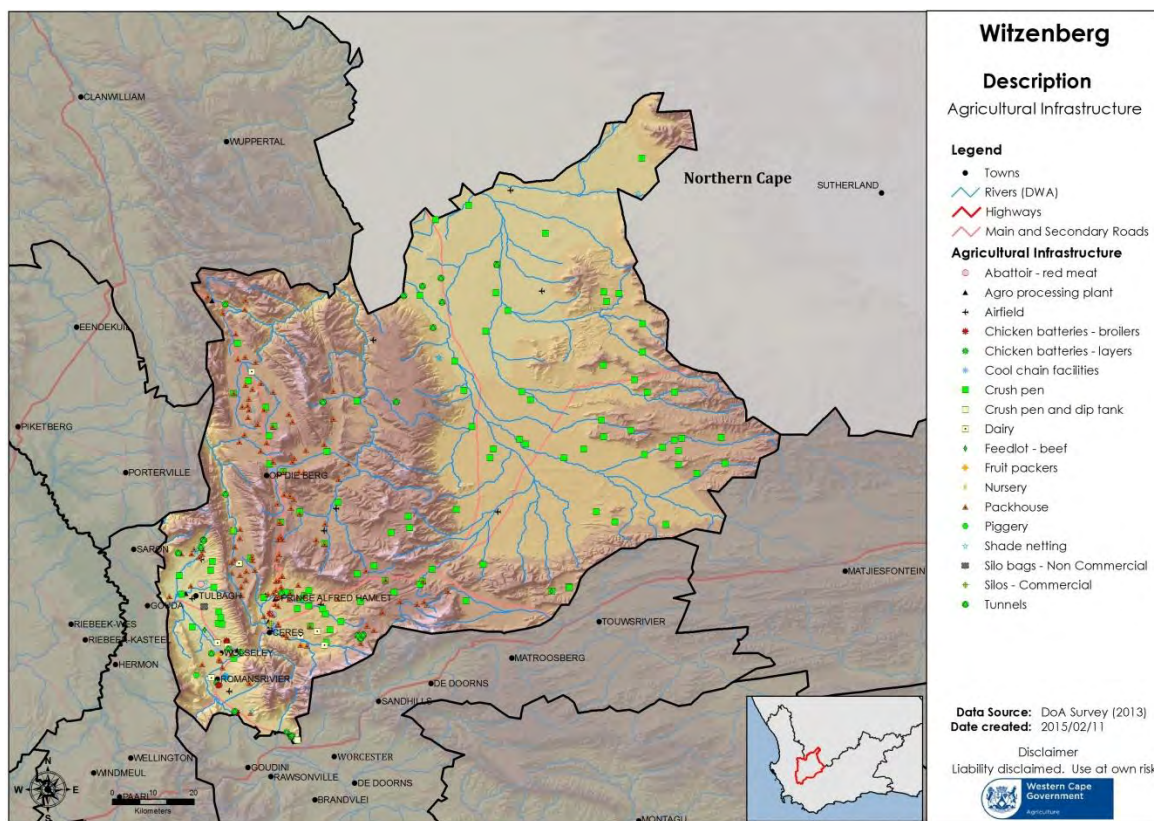 Witzenberg
Description
Agricultural Infrastructure
Legend
Towns
Rivers (DWA)
Highways
Main and Secondary Roads
Agricultural Infrastructure
Abattoir - red meat
Agro processing plant
Airfield
Chicken batteries - broilers
Chicken batteries - layers
Cool chain facilities
Crush pen
Crush pen and dip tank
Dairy
Feedlot - beef
Fruit packers
Nursery
Packhouse
Piggery
Shade netting
Silo bags - Non Commercial
Silos - Commercial
Tunnels
Data Source: DoA Survey (2013)
Date created: 2015/02/11
Disclaimer
Liability disclaimed. Use at own risk
Western Cape
Government
Agriculture
CLANWILLIAM
WUPPERTAL
Northern Cape
SUTHERLAND
EENDEKUIL
PIKETBERG
PORTERVILLE
OP DIE BERG
SARON
MATJIESFONTEIN
PRINCE ALFRED HAMLET
TULBAGH
GOUDA
RIEBEEK-WES
TOUWSRIVIER
CERES
RIEBEEK-KASTEEL
WOLSELEY
HERMON
MATROOSBERG
ROMANSRIVIER
DE DOORNS
SANDHILLS
WELLINGTON
WORCESTER
GOUDINI
WINDMEUL
RAWSONVILLE
DE DOORNS
PAARL
BRANDVLEI
MONTAGU
N
W E
S
10 20
Kilometers